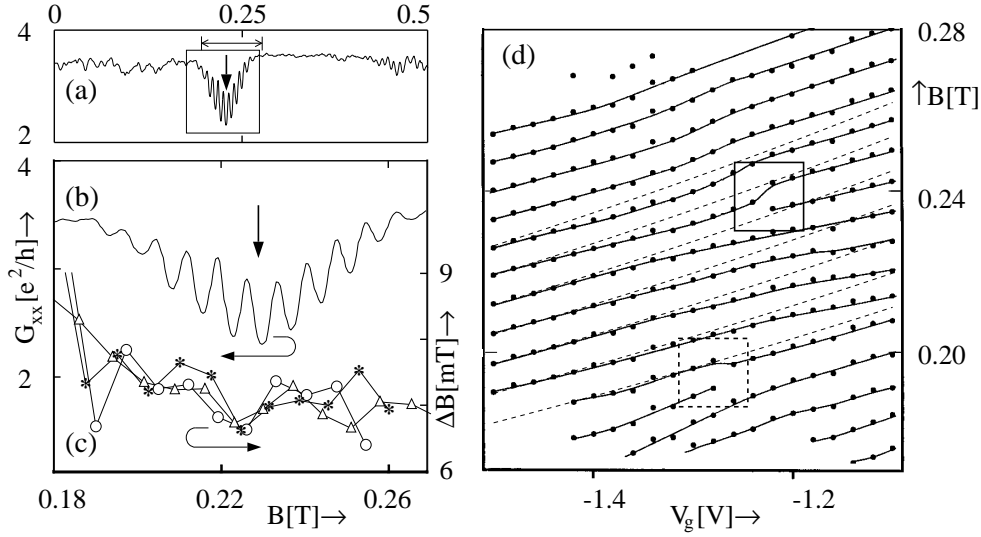 0 0.25 0.5
4
(a)
2
4
(b)
G_xx [e²/h]→
9
2
(c)
ΔB[mT]→
6
0.18 0.22 0.26
B[T]→
(d)
0.28
↑B[T]
0.24
0.20
-1.4 -1.2
V_g[V]→